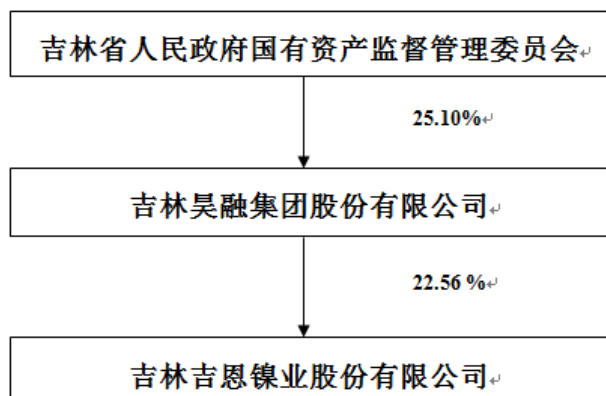 吉林省人民政府国有资产监督管理委员会
25.10%
吉林昊融集团股份有限公司
22.56 %
吉林吉恩镍业股份有限公司